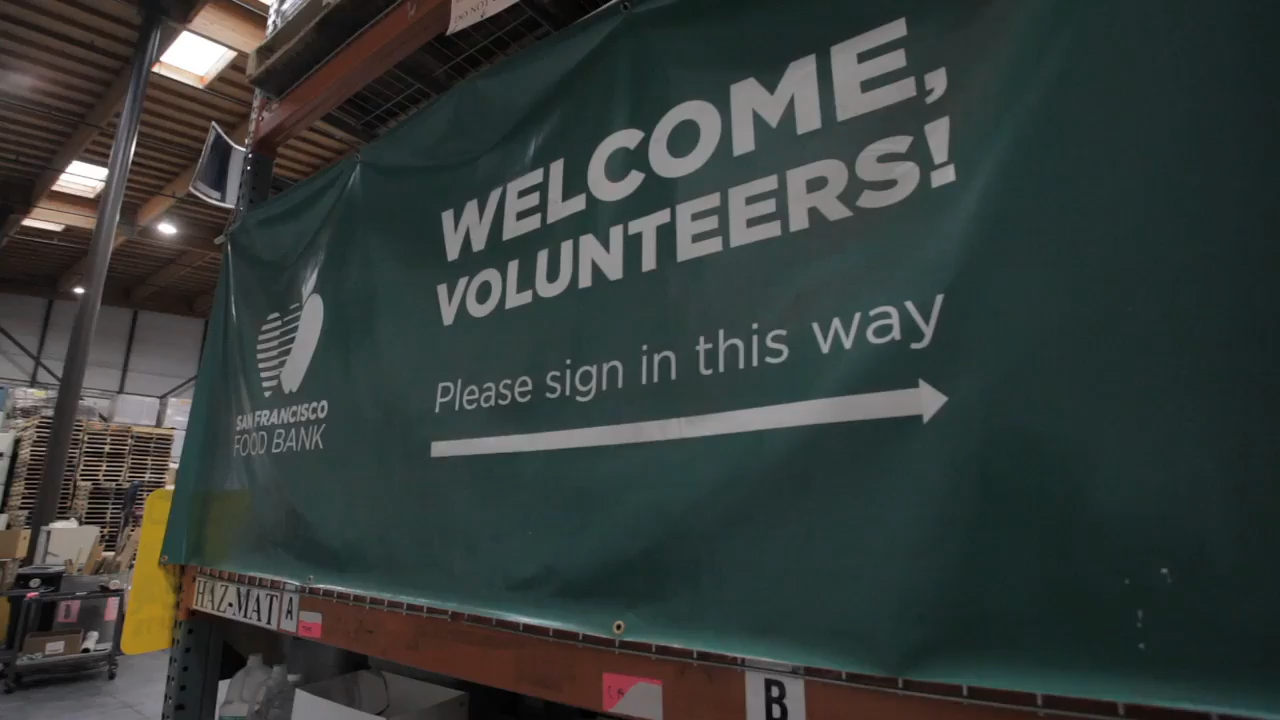 WELCOME,
VOLUNTEERS!
Please sign in this way
SAN FRANCISCO
FOOD BANK
HAZ-MAT
A
B